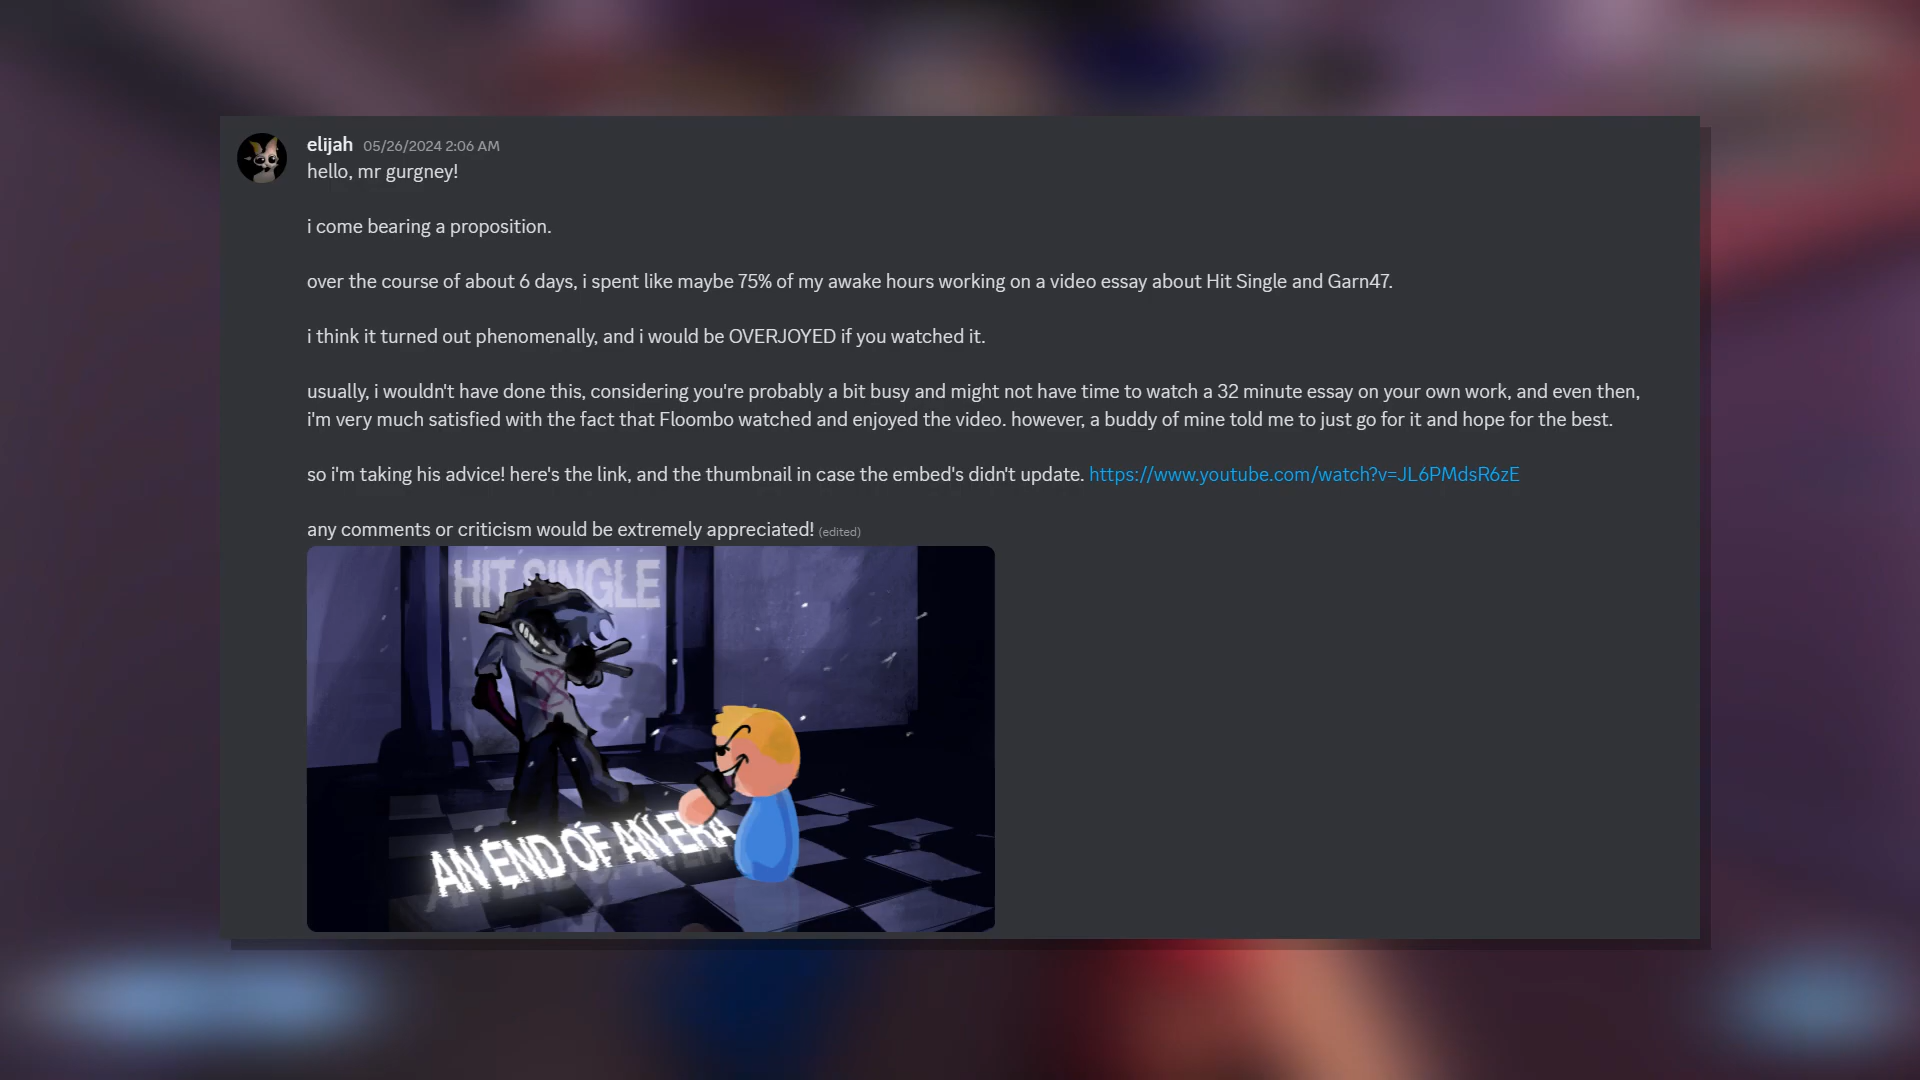 elijah 05/26/2024 2:06 AM
hello, mr gurgney!
i come bearing a proposition.
over the course of about 6 days, i spent like maybe 75% of my awake hours working on a video essay about Hit Single and Garn47.
i think it turned out phenomenally, and i would be OVERJOYED if you watched it.
usually, i wouldn't have done this, considering you're probably a bit busy and might not have time to watch a 32 minute essay on your own work, and even then,
i'm very much satisfied with the fact that Floombo watched and enjoyed the video. however, a buddy of mine told me to just go for it and hope for the best.
so i'm taking his advice! here's the link, and the thumbnail in case the embed's didn't update. https://www.youtube.com/watch?v=JL6PMdsR6zE
any comments or criticism would be extremely appreciated! (edited)
HIT SINGLE
AN END OF AN ERA